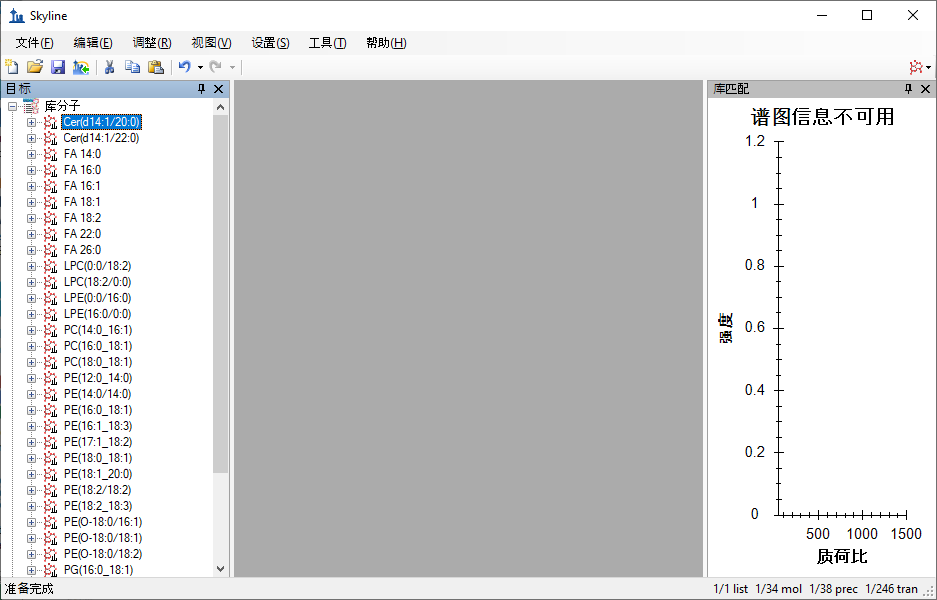 Skyline
文件(F) 编辑(E) 调整(R) 视图(V) 设置(S) 工具(T) 帮助(H)
目标
库分子
Cer(d14:1/20:0)
Cer(d14:1/22:0)
FA 14:0
FA 16:0
FA 16:1
FA 18:1
FA 18:2
FA 22:0
FA 26:0
LPC(0:0/18:2)
LPC(18:2/0:0)
LPE(0:0/16:0)
LPE(16:0/0:0)
PC(14:0_16:1)
PC(16:0_18:1)
PC(18:0_18:1)
PE(12:0_14:0)
PE(14:0/14:0)
PE(16:0_18:1)
PE(16:1_18:3)
PE(17:1_18:2)
PE(18:0_18:1)
PE(18:1_20:0)
PE(18:2/18:2)
PE(18:2_18:3)
PE(O-18:0/16:1)
PE(O-18:0/18:1)
PE(O-18:0/18:2)
PG(16:0_18:1)
库匹配
谱图信息不可用
1.2
1
0.8
0.6
0.4
0.2
0
强度
500 1000 1500
质荷比
准备完成
1/1 list 1/34 mol 1/38 prec 1/246 tran